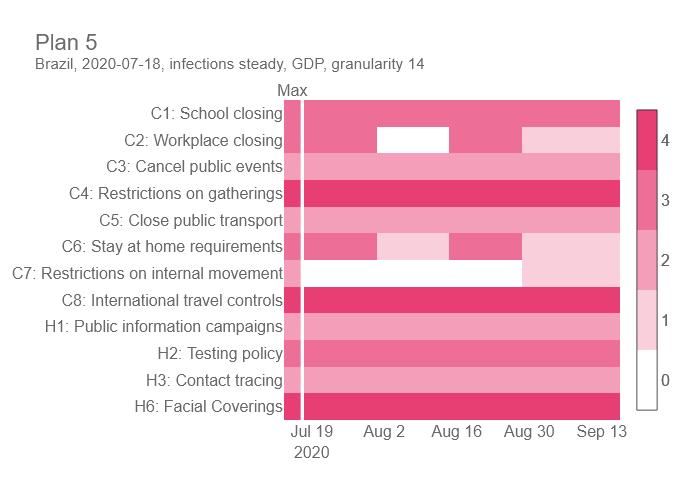 Plan 5
Brazil, 2020-07-18, infections steady, GDP, granularity 14
Max
C1: School closing
C2: Workplace closing
C3: Cancel public events
C4: Restrictions on gatherings
C5: Close public transport
C6: Stay at home requirements
C7: Restrictions on internal movement
C8: International travel controls
H1: Public information campaigns
H2: Testing policy
H3: Contact tracing
H6: Facial Coverings
Jul 19 Aug 2 Aug 16 Aug 30 Sep 13
2020
4
3
2
1
0